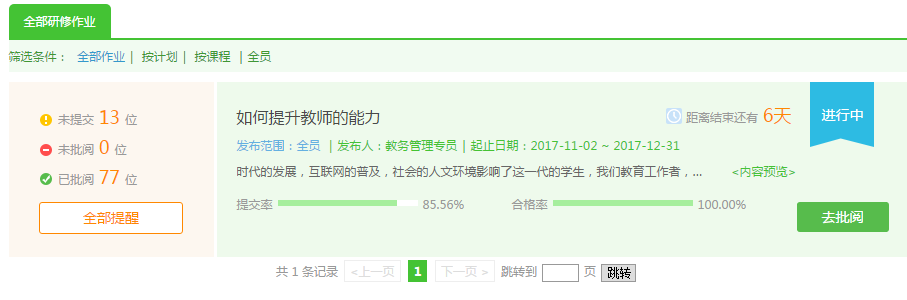 全部研修作业
筛选条件： 全部作业 | 按计划 | 按课程 | 全员
未提交 13 位
未批阅 0 位
已批阅 77 位
全部提醒
如何提升教师的能力
距离结束还有 6天
进行中
发布范围：全员 | 发布人：教务管理专员 | 起止日期：2017-11-02 ~ 2017-12-31
时代的发展，互联网的普及，社会的人文环境影响了这一代的学生，我们教育工作者，... <内容预览>
提交率 85.56% 合格率 100.00%
去批阅
共 1 条记录 <上一页 1 下一页 > 跳转到 页 跳转